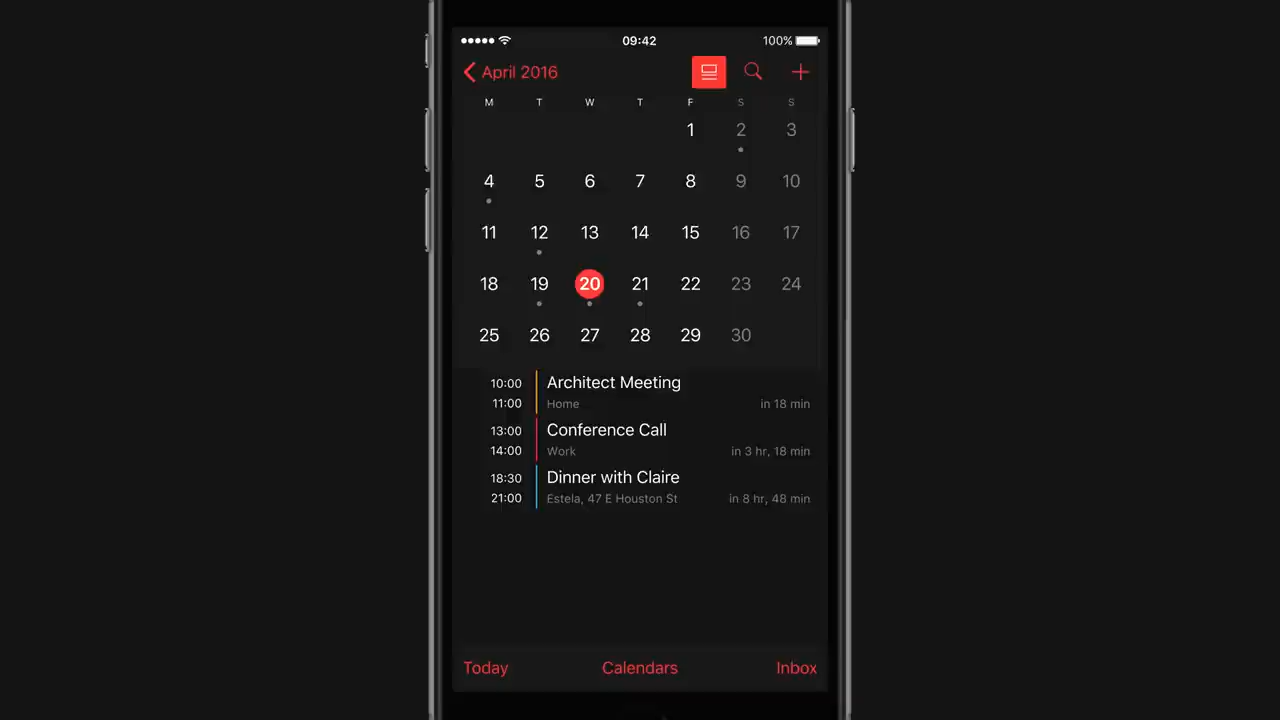 09:42 100%
April 2016
M T W T F S S
1 2 3
4 5 6 7 8 9 10
11 12 13 14 15 16 17
18 19 20 21 22 23 24
25 26 27 28 29 30
10:00 Architect Meeting
11:00 Home in 18 min
13:00 Conference Call
14:00 Work in 3 hr, 18 min
18:30 Dinner with Claire
21:00 Estela, 47 E Houston St in 8 hr, 48 min
Today Calendars Inbox